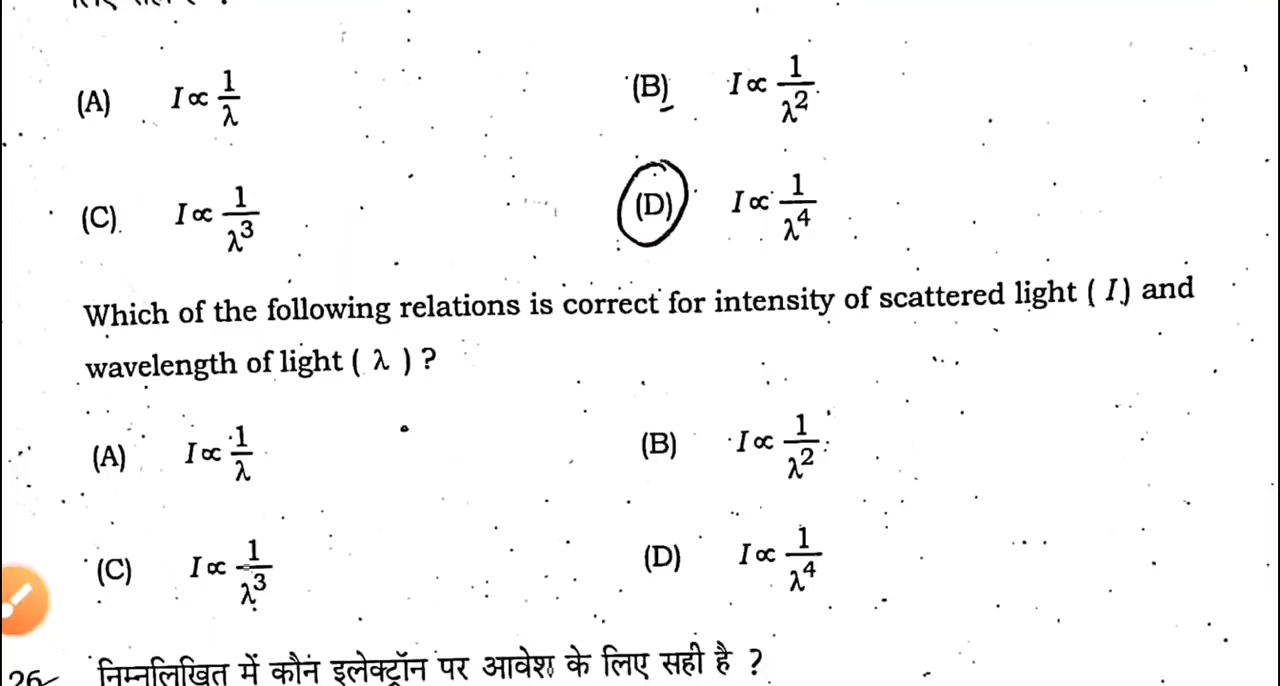 (A) I ∝ 1/λ (B) I ∝ 1/λ²
(C) I ∝ 1/λ³ (D) I ∝ 1/λ⁴
Which of the following relations is correct for intensity of scattered light ( I ) and
wavelength of light ( λ ) ?
(A) I ∝ 1/λ (B) I ∝ 1/λ²
(C) I ∝ 1/λ³ (D) I ∝ 1/λ⁴
26 निम्नलिखित में कौन इलेक्ट्रॉन पर आवेश के लिए सही है ?